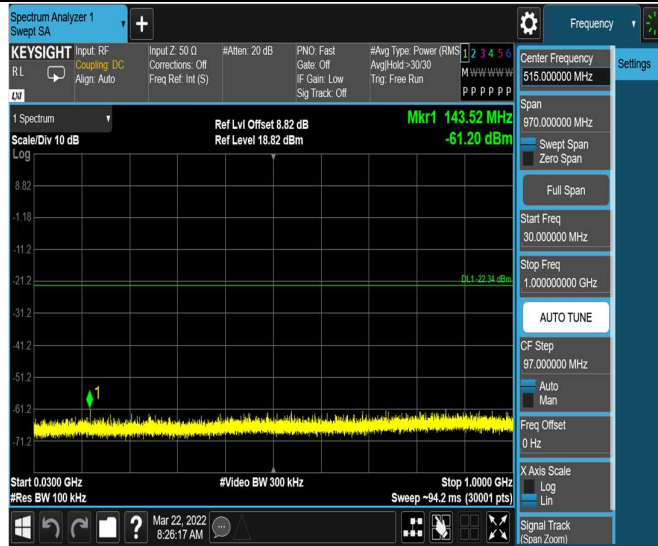 Spectrum Analyzer 1
Swept SA
Frequency
KEYSIGHT
RL
LXI
Input: RF
Coupling: DC
Align: Auto
Input Z: 50 Ω
Corrections: Off
Freq Ref: Int (S)
#Atten: 20 dB
PNO: Fast
Gate: Off
IF Gain: Low
Sig Track: Off
#Avg Type: Power (RMS
Avg|Hold:>30/30
Trig: Free Run
1 2 3 4 5 6
M W W W W W
P P P P P P
1 Spectrum
Scale/Div 10 dB
Log
Ref Lvl Offset 8.82 dB
Ref Level 18.82 dBm
Mkr1 143.52 MHz
-61.20 dBm
8.82
-1.18
-11.2
-21.2
-31.2
-41.2
-51.2
-61.2
-71.2
DL1 -22.34 dBm
1
Start 0.0300 GHz
#Res BW 100 kHz
#Video BW 300 kHz
Stop 1.0000 GHz
Sweep ~94.2 ms (30001 pts)
Mar 22, 2022
8:26:17 AM
Center Frequency
515.000000 MHz
Settings
Span
970.000000 MHz
Swept Span
Zero Span
Full Span
Start Freq
30.000000 MHz
Stop Freq
1.000000000 GHz
AUTO TUNE
CF Step
97.000000 MHz
Auto
Man
Freq Offset
0 Hz
X Axis Scale
Log
Lin
Signal Track
(Span Zoom)